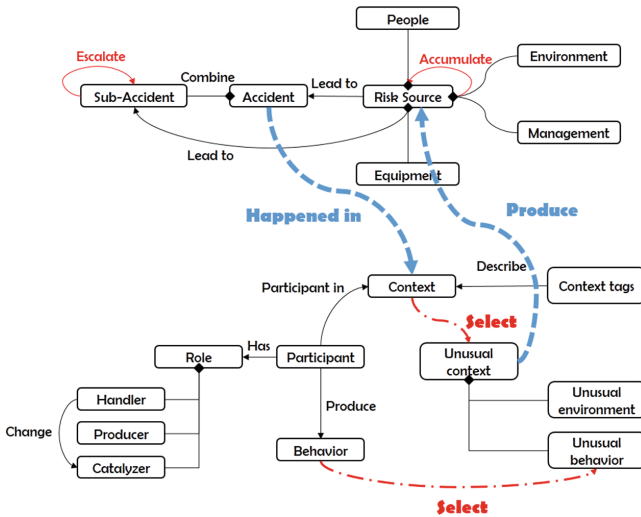 People
Escalate
Accumulate
Environment
Combine
Lead to
Sub-Accident
Accident
Risk Source
Management
Lead to
Equipment
Happened in
Produce
Describe
Participant in
Context
Context tags
Select
Has
Role
Participant
Unusual
context
Handler
Unusual
environment
Produce
Change
Producer
Behavior
Unusual
behavior
Catalyzer
Select